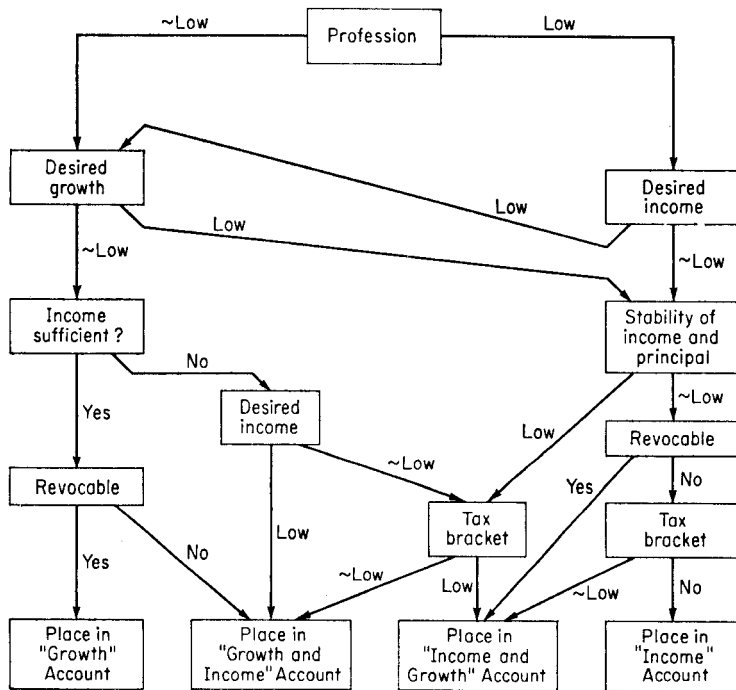 ~Low
Profession
Low
Desired
growth
Desired
income
Low
Low
~Low
~Low
Income
sufficient?
Stability of
income and
principal
No
Desired
income
~Low
Yes
Low
Revocable
~Low
Revocable
Yes
No
Tax
bracket
Tax
bracket
Yes
No
Low
~Low
Low
~Low
No
Place in
"Growth"
Account
Place in
"Growth and
Income" Account
Place in
"Income and
Growth" Account
Place in
"Income"
Account